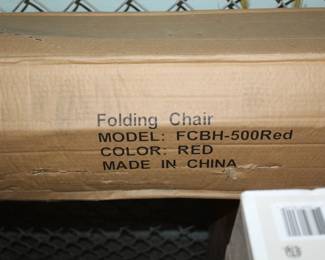 Folding Chair
MODEL: FCBH-500Red
COLOR: RED
MADE IN CHINA